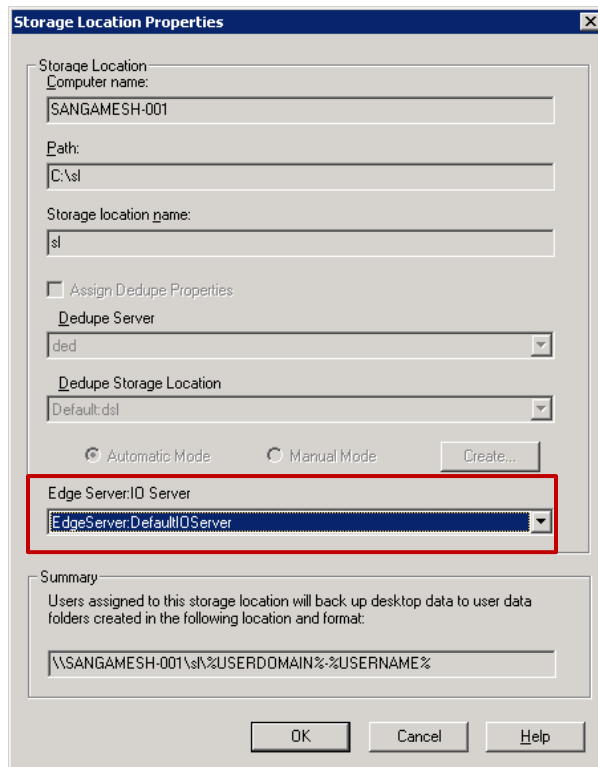 Storage Location Properties
Storage Location
Computer name:
SANGAMESH-001
Path:
C:\sl
Storage location name:
sl
Assign Dedupe Properties
Dedupe Server
ded
Dedupe Storage Location
Default:dsl
Automatic Mode Manual Mode Create...
Edge Server:IO Server
EdgeServer:DefaultIOServer
Summary
Users assigned to this storage location will back up desktop data to user data
folders created in the following location and format:
\\SANGAMESH-001\sl\%USERDOMAIN%-%USERNAME%
OK Cancel Help